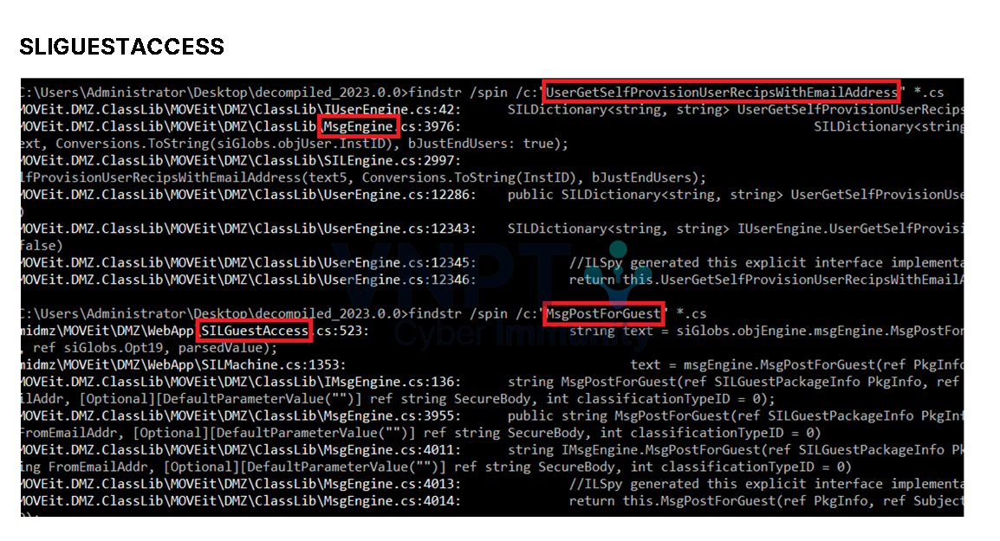 SLIGUESTACCESS
C:\Users\Administrator\Desktop\decompiled_2023.0.0>findstr /spin /c:"UserGetSelfProvisionUserRecipsWithEmailAddress" *.cs
MOVEit.DMZ.ClassLib\MOVEit\DMZ\ClassLib\IUserEngine.cs:42: SILDictionary<string, string> UserGetSelfProvisionUserRecips
MOVEit.DMZ.ClassLib\MOVEit\DMZ\ClassLib\MsgEngine.cs:3976: SILDictionary<string
ext, Conversions.ToString(siGlobs.objUser.InstID), bJustEndUsers: true);
MOVEit.DMZ.ClassLib\MOVEit\DMZ\ClassLib\SILEngine.cs:2997:
lfProvisionUserRecipsWithEmailAddress(text5, Conversions.ToString(InstID), bJustEndUsers);
MOVEit.DMZ.ClassLib\MOVEit\DMZ\ClassLib\UserEngine.cs:12286: public SILDictionary<string, string> UserGetSelfProvisionUse
)
MOVEit.DMZ.ClassLib\MOVEit\DMZ\ClassLib\UserEngine.cs:12343: SILDictionary<string, string> IUserEngine.UserGetSelfProvisi
false)
MOVEit.DMZ.ClassLib\MOVEit\DMZ\ClassLib\UserEngine.cs:12345: //ILSpy generated this explicit interface implementa
MOVEit.DMZ.ClassLib\MOVEit\DMZ\ClassLib\UserEngine.cs:12346: return this.UserGetSelfProvisionUserRecipsWithEmailA
VNPT
Cyber Immunity
C:\Users\Administrator\Desktop\decompiled_2023.0.0>findstr /spin /c:"MsgPostForGuest" *.cs
midmz\MOVEit\DMZ\WebApp\SILGuestAccess.cs:523: string text = siGlobs.objEngine.msgEngine.MsgPostFor
, ref siGlobs.Opt19, parsedValue);
midmz\MOVEit\DMZ\WebApp\SILMachine.cs:1353: text = msgEngine.MsgPostForGuest(ref PkgInfo
MOVEit.DMZ.ClassLib\MOVEit\DMZ\ClassLib\IMsgEngine.cs:136: string MsgPostForGuest(ref SILGuestPackageInfo PkgInfo, ref
ilAddr, [Optional][DefaultParameterValue("")] ref string SecureBody, int classificationTypeID = 0);
MOVEit.DMZ.ClassLib\MOVEit\DMZ\ClassLib\MsgEngine.cs:3955: public string MsgPostForGuest(ref SILGuestPackageInfo PkgInf
FromEmailAddr, [Optional][DefaultParameterValue("")] ref string SecureBody, int classificationTypeID = 0)
MOVEit.DMZ.ClassLib\MOVEit\DMZ\ClassLib\MsgEngine.cs:4011: string IMsgEngine.MsgPostForGuest(ref SILGuestPackageInfo Pk
ing FromEmailAddr, [Optional][DefaultParameterValue("")] ref string SecureBody, int classificationTypeID = 0)
MOVEit.DMZ.ClassLib\MOVEit\DMZ\ClassLib\MsgEngine.cs:4013: //ILSpy generated this explicit interface implementa
MOVEit.DMZ.ClassLib\MOVEit\DMZ\ClassLib\MsgEngine.cs:4014: return this.MsgPostForGuest(ref PkgInfo, ref Subject